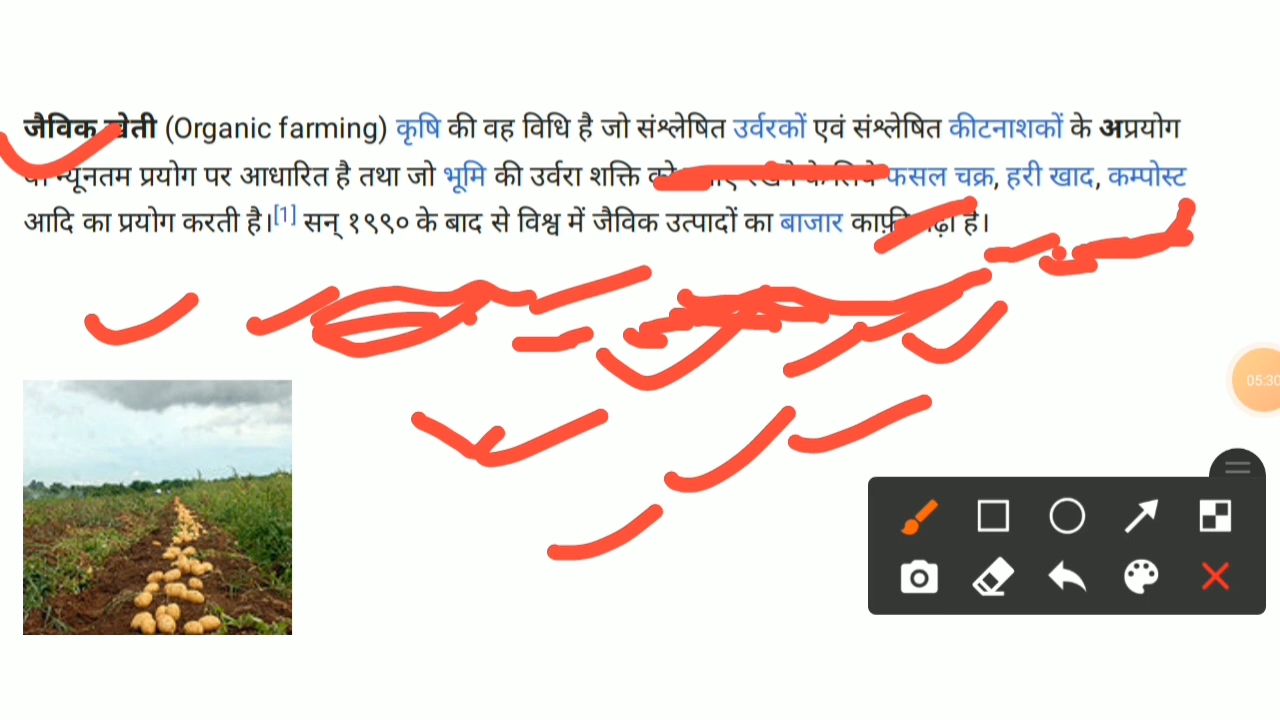 जैविक खेती (Organic farming) कृषि की वह विधि है जो संश्लेषित उर्वरकों एवं संश्लेषित कीटनाशकों के अप्रयोग
न्यूनतम प्रयोग पर आधारित है तथा जो भूमि की उर्वरा शक्ति को रखने के लिये फसल चक्र, हरी खाद, कम्पोस्ट
आदि का प्रयोग करती है।[1] सन् १९९० के बाद से विश्व में जैविक उत्पादों का बाजार काफ़ी है।
05:30